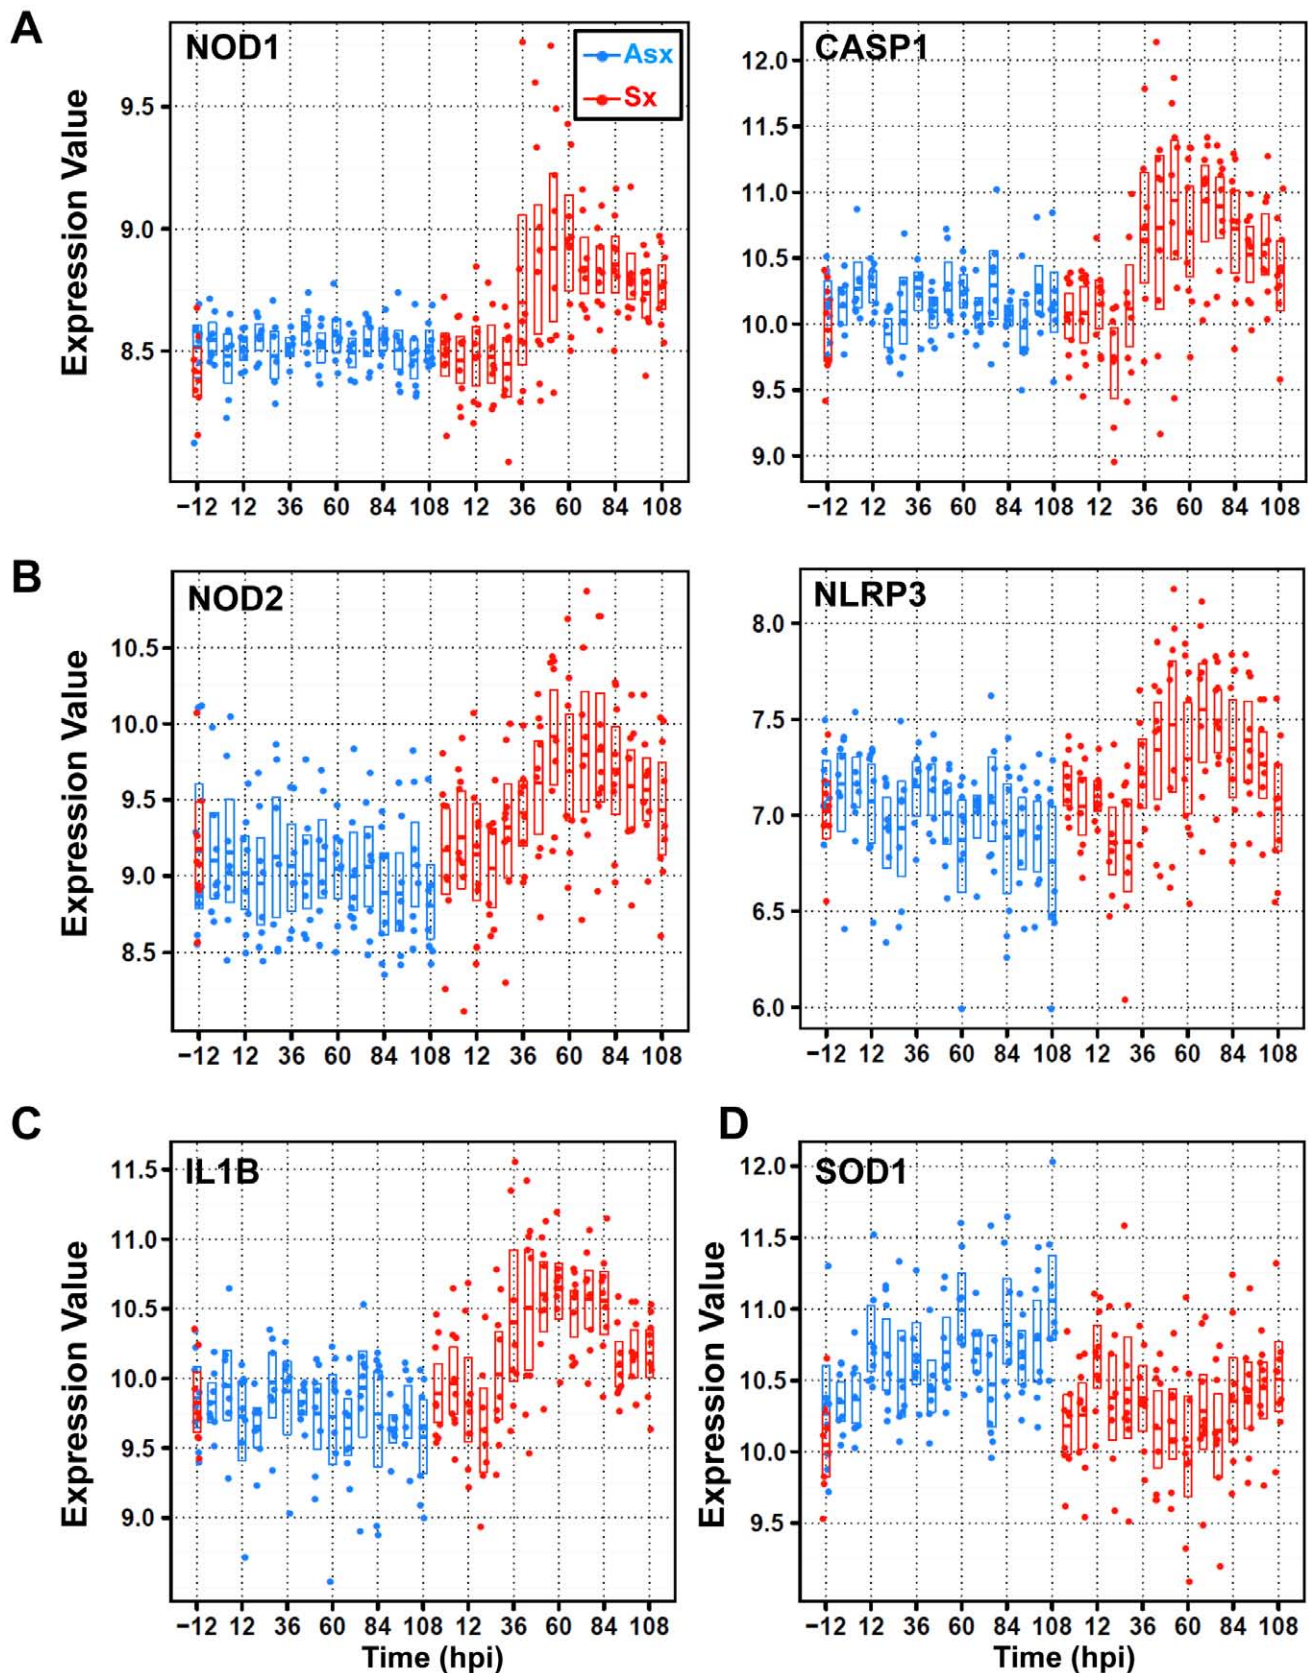 A
NOD1
Asx
Sx
Expression Value
9.5
9.0
8.5
−12 12 36 60 84 108 12 36 60 84 108
CASP1
12.0
11.5
11.0
10.5
10.0
9.5
9.0
−12 12 36 60 84 108 12 36 60 84 108
B
NOD2
Expression Value
10.5
10.0
9.5
9.0
8.5
−12 12 36 60 84 108 12 36 60 84 108
NLRP3
8.0
7.5
7.0
6.5
6.0
−12 12 36 60 84 108 12 36 60 84 108
C
IL1B
Expression Value
11.5
11.0
10.5
10.0
9.5
9.0
−12 12 36 60 84 108 12 36 60 84 108
Time (hpi)
D
SOD1
Expression Value
12.0
11.5
11.0
10.5
10.0
9.5
−12 12 36 60 84 108 12 36 60 84 108
Time (hpi)